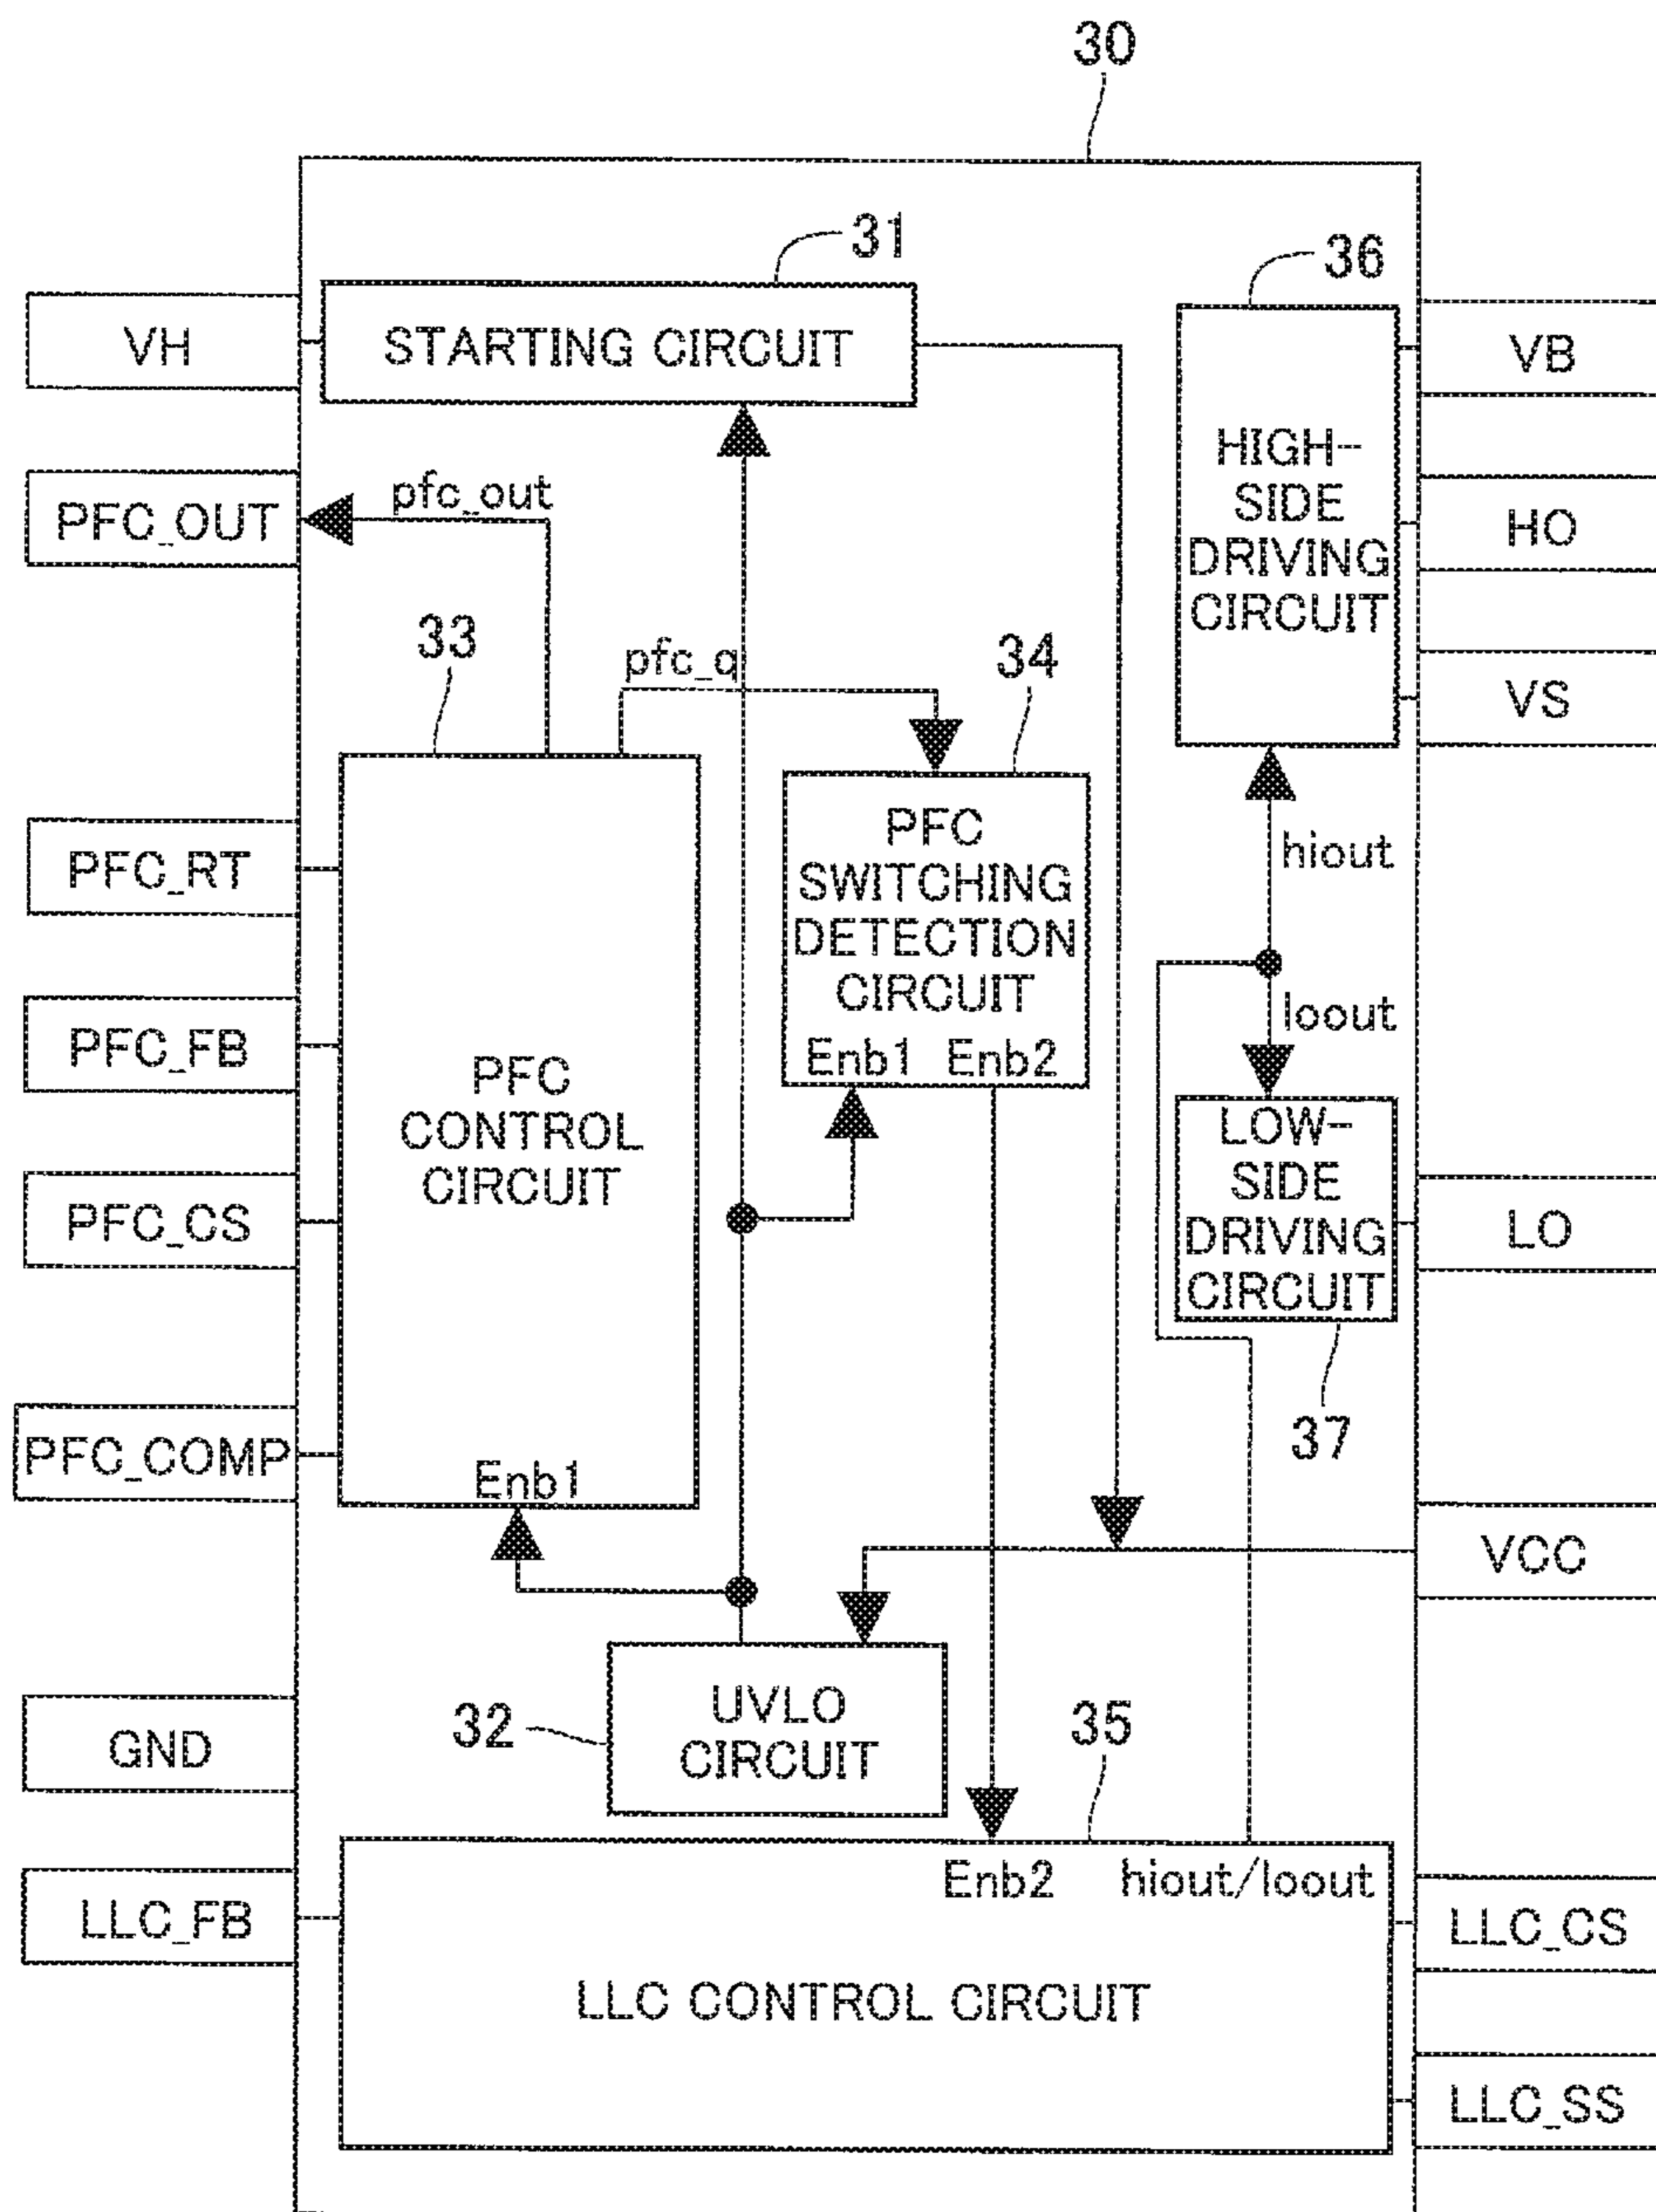 30
31
36
VH
STARTING CIRCUIT
VB
HIGH-
SIDE
DRIVING
CIRCUIT
PFC_OUT
pfc_out
HO
33
pfc_q
34
VS
PFC
SWITCHING
DETECTION
CIRCUIT
Enb1 Enb2
hiout
PFC_RT
loout
PFC_FB
PFC
CONTROL
CIRCUIT
LOW-
SIDE
DRIVING
CIRCUIT
PFC_CS
LO
37
PFC_COMP
Enb1
VCC
32
UVLO
CIRCUIT
35
GND
Enb2 hiout/loout
LLC_FB
LLC_CS
LLC CONTROL CIRCUIT
LLC_SS